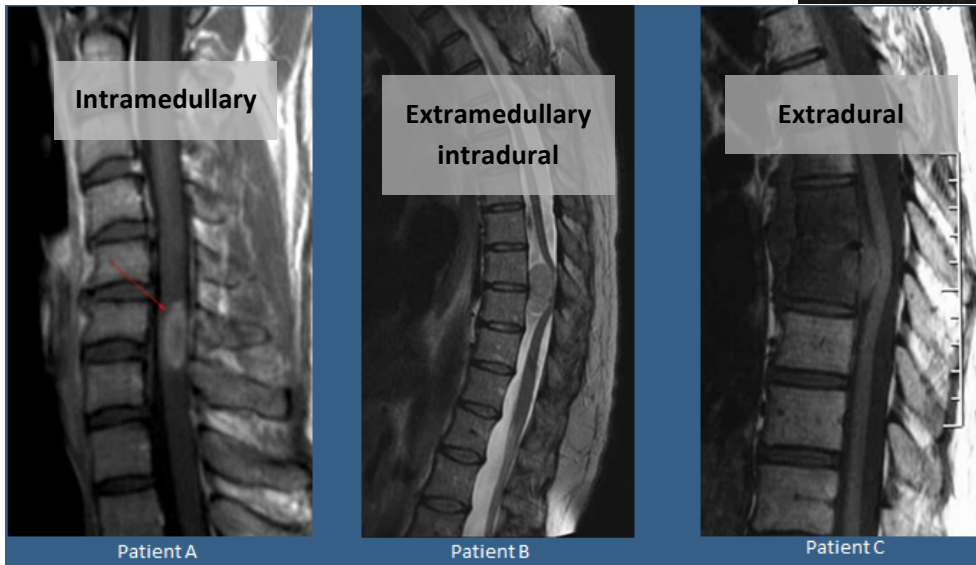 Intramedullary
Extramedullary
intradural
Extradural
Patient A
Patient B
Patient C